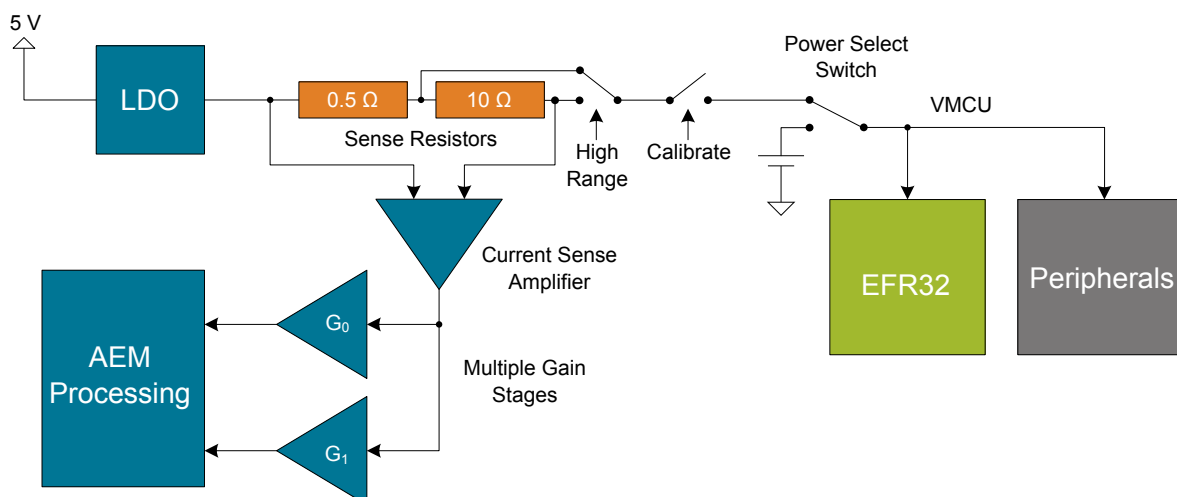 5 V
LDO
0.5 Ω
10 Ω
Sense Resistors
High
Range
Calibrate
Power Select
Switch
VMCU
Current Sense
Amplifier
EFR32
Peripherals
AEM
Processing
G0
Multiple Gain
Stages
G1